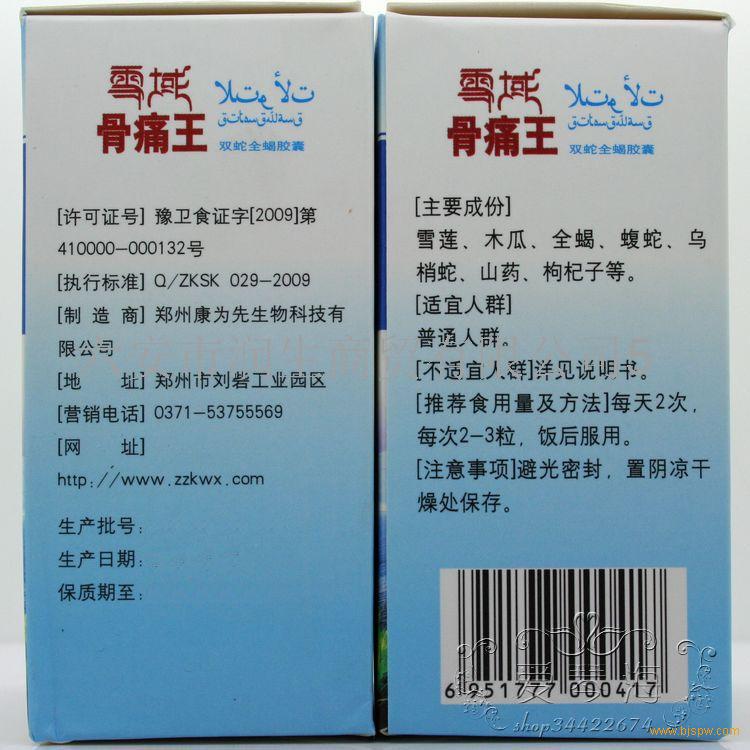 雪域
骨痛王
双蛇全蝎胶囊
[许可证号] 豫卫食证字[2009]第
410000-000132号
[执行标准] Q/ZKSK 029-2009
[制 造 商] 郑州康为先生物科技有
限公司
[地 址] 郑州市刘砦工业园区
[营销电话] 0371-53755569
[网 址]
http://www.zzkwx.com
生产批号:
生产日期:
保质期至:
雪域
骨痛王
双蛇全蝎胶囊
[主要成份]
雪莲、木瓜、全蝎、蝮蛇、乌
梢蛇、山药、枸杞子等。
[适宜人群]
普通人群。
[不适宜人群]详见说明书。
[推荐食用量及方法]每天2次,
每次2-3粒, 饭后服用。
[注意事项]避光密封, 置阴凉干
燥处保存。
6 951777 000417
shop34422674
www.bjspw.com